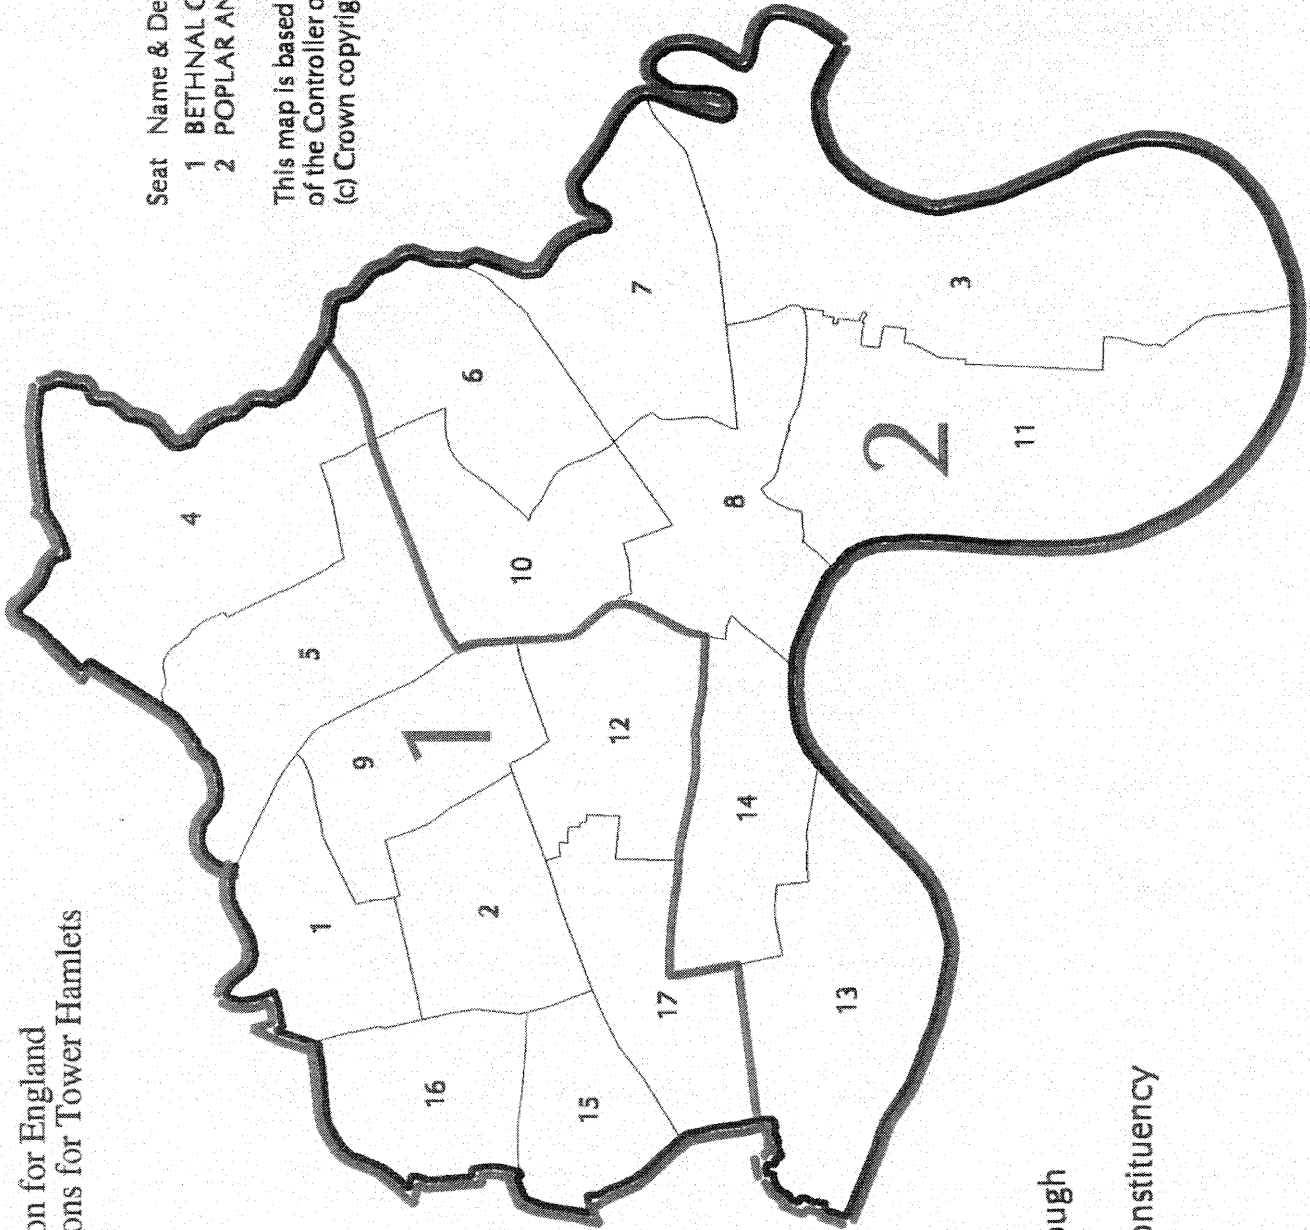 on for England
ons for Tower Hamlets
Seat Name & De
1 BETHNAL G
2 POPLAR AN
This map is based
of the Controller o
(c) Crown copyrig
4
5
6
7
9
1
1
10
12
8
3
2
11
2
14
16
15
17
13
ough
onstituency